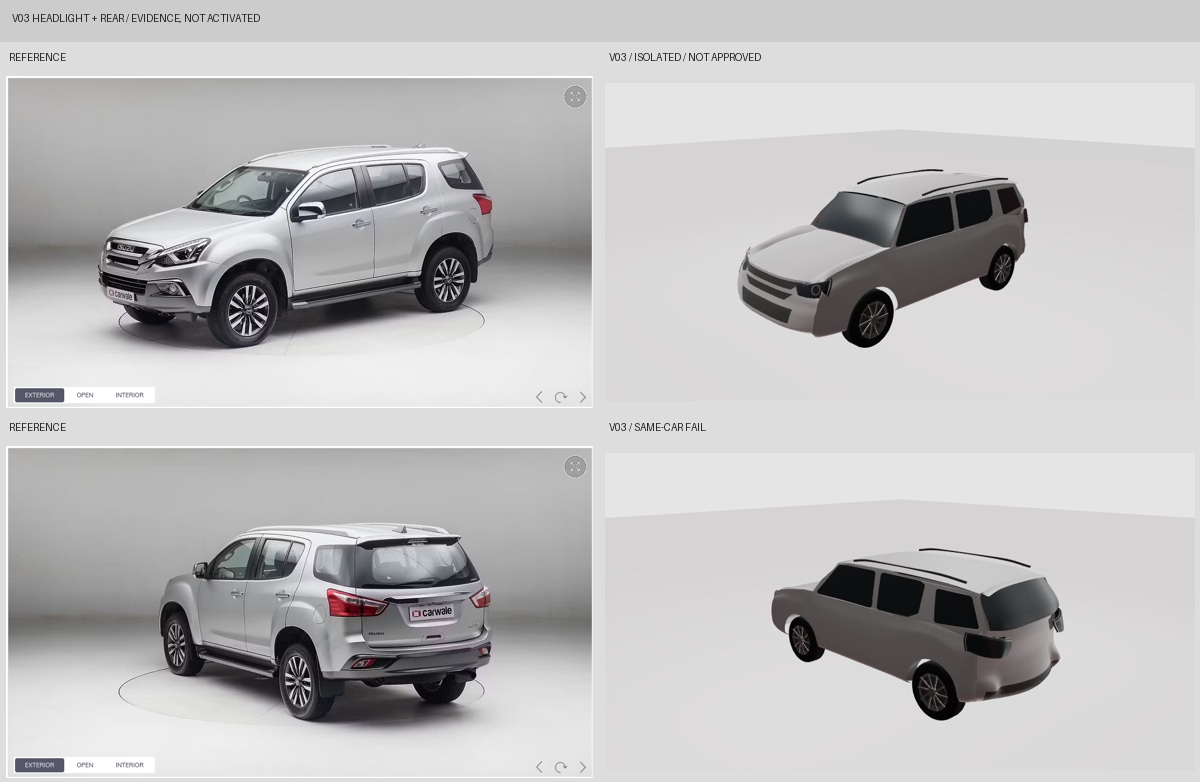 V03 HEADLIGHT + REAR / EVIDENCE, NOT ACTIVATED
REFERENCE
V03 / ISOLATED / NOT APPROVED
ISUZU
carwale
EXTERIOR OPEN INTERIOR
REFERENCE
V03 / SAME-CAR FAIL
carwale
ISUZU
EXTERIOR OPEN INTERIOR